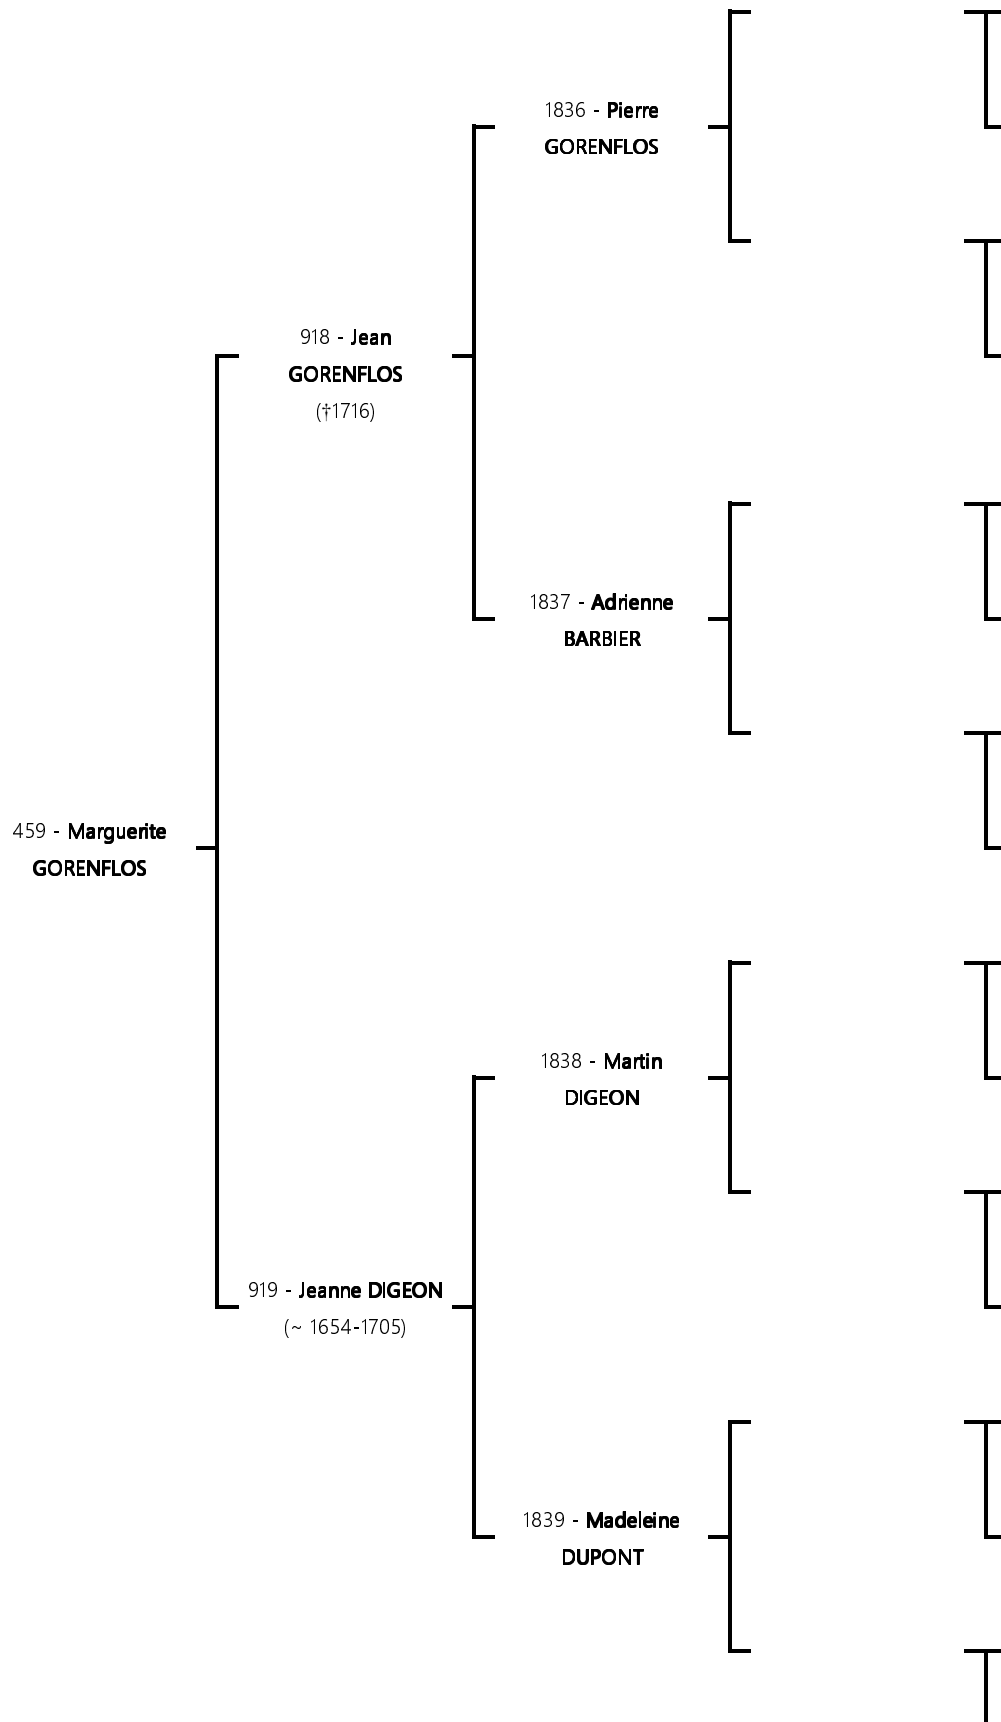 1836 - Pierre
GORENFLOS
918 - Jean
GORENFLOS
(†1716)
1837 - Adrienne
BARBIER
459 - Marguerite
GORENFLOS
1838 - Martin
DIGEON
919 - Jeanne DIGEON
(~ 1654-1705)
1839 - Madeleine
DUPONT